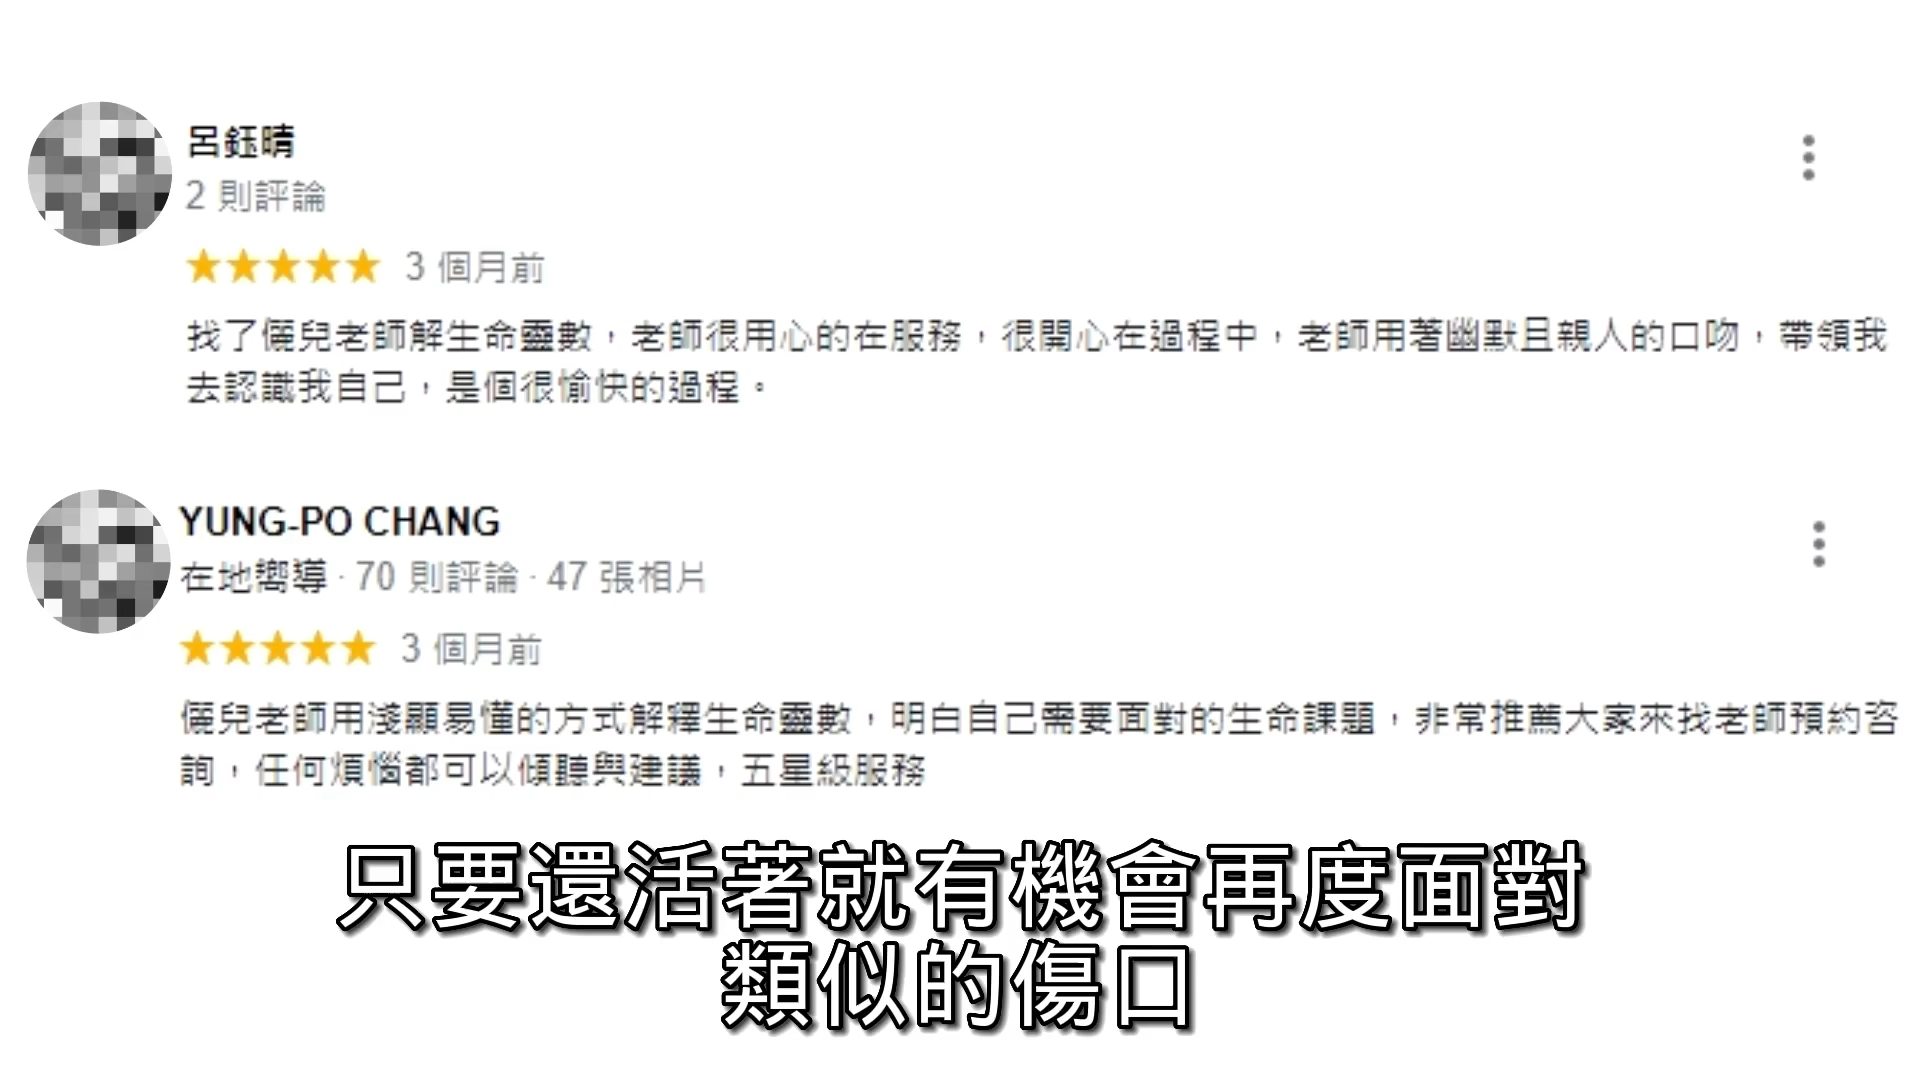 呂鈺晴
2 則評論
★★★★★ 3 個月前
找了儷兒老師解生命靈數，老師很用心的在服務，很開心在過程中，老師用著幽默且親人的口吻，帶領我
去認識我自己，是個很愉快的過程。
YUNG-PO CHANG
在地嚮導 · 70 則評論 · 47 張相片
★★★★★ 3 個月前
儷兒老師用淺顯易懂的方式解釋生命靈數，明白自己需要面對的生命課題，非常推薦大家來找老師預約咨
詢，任何煩惱都可以傾聽與建議，五星級服務
只要還活著就有機會再度面對
類似的傷口